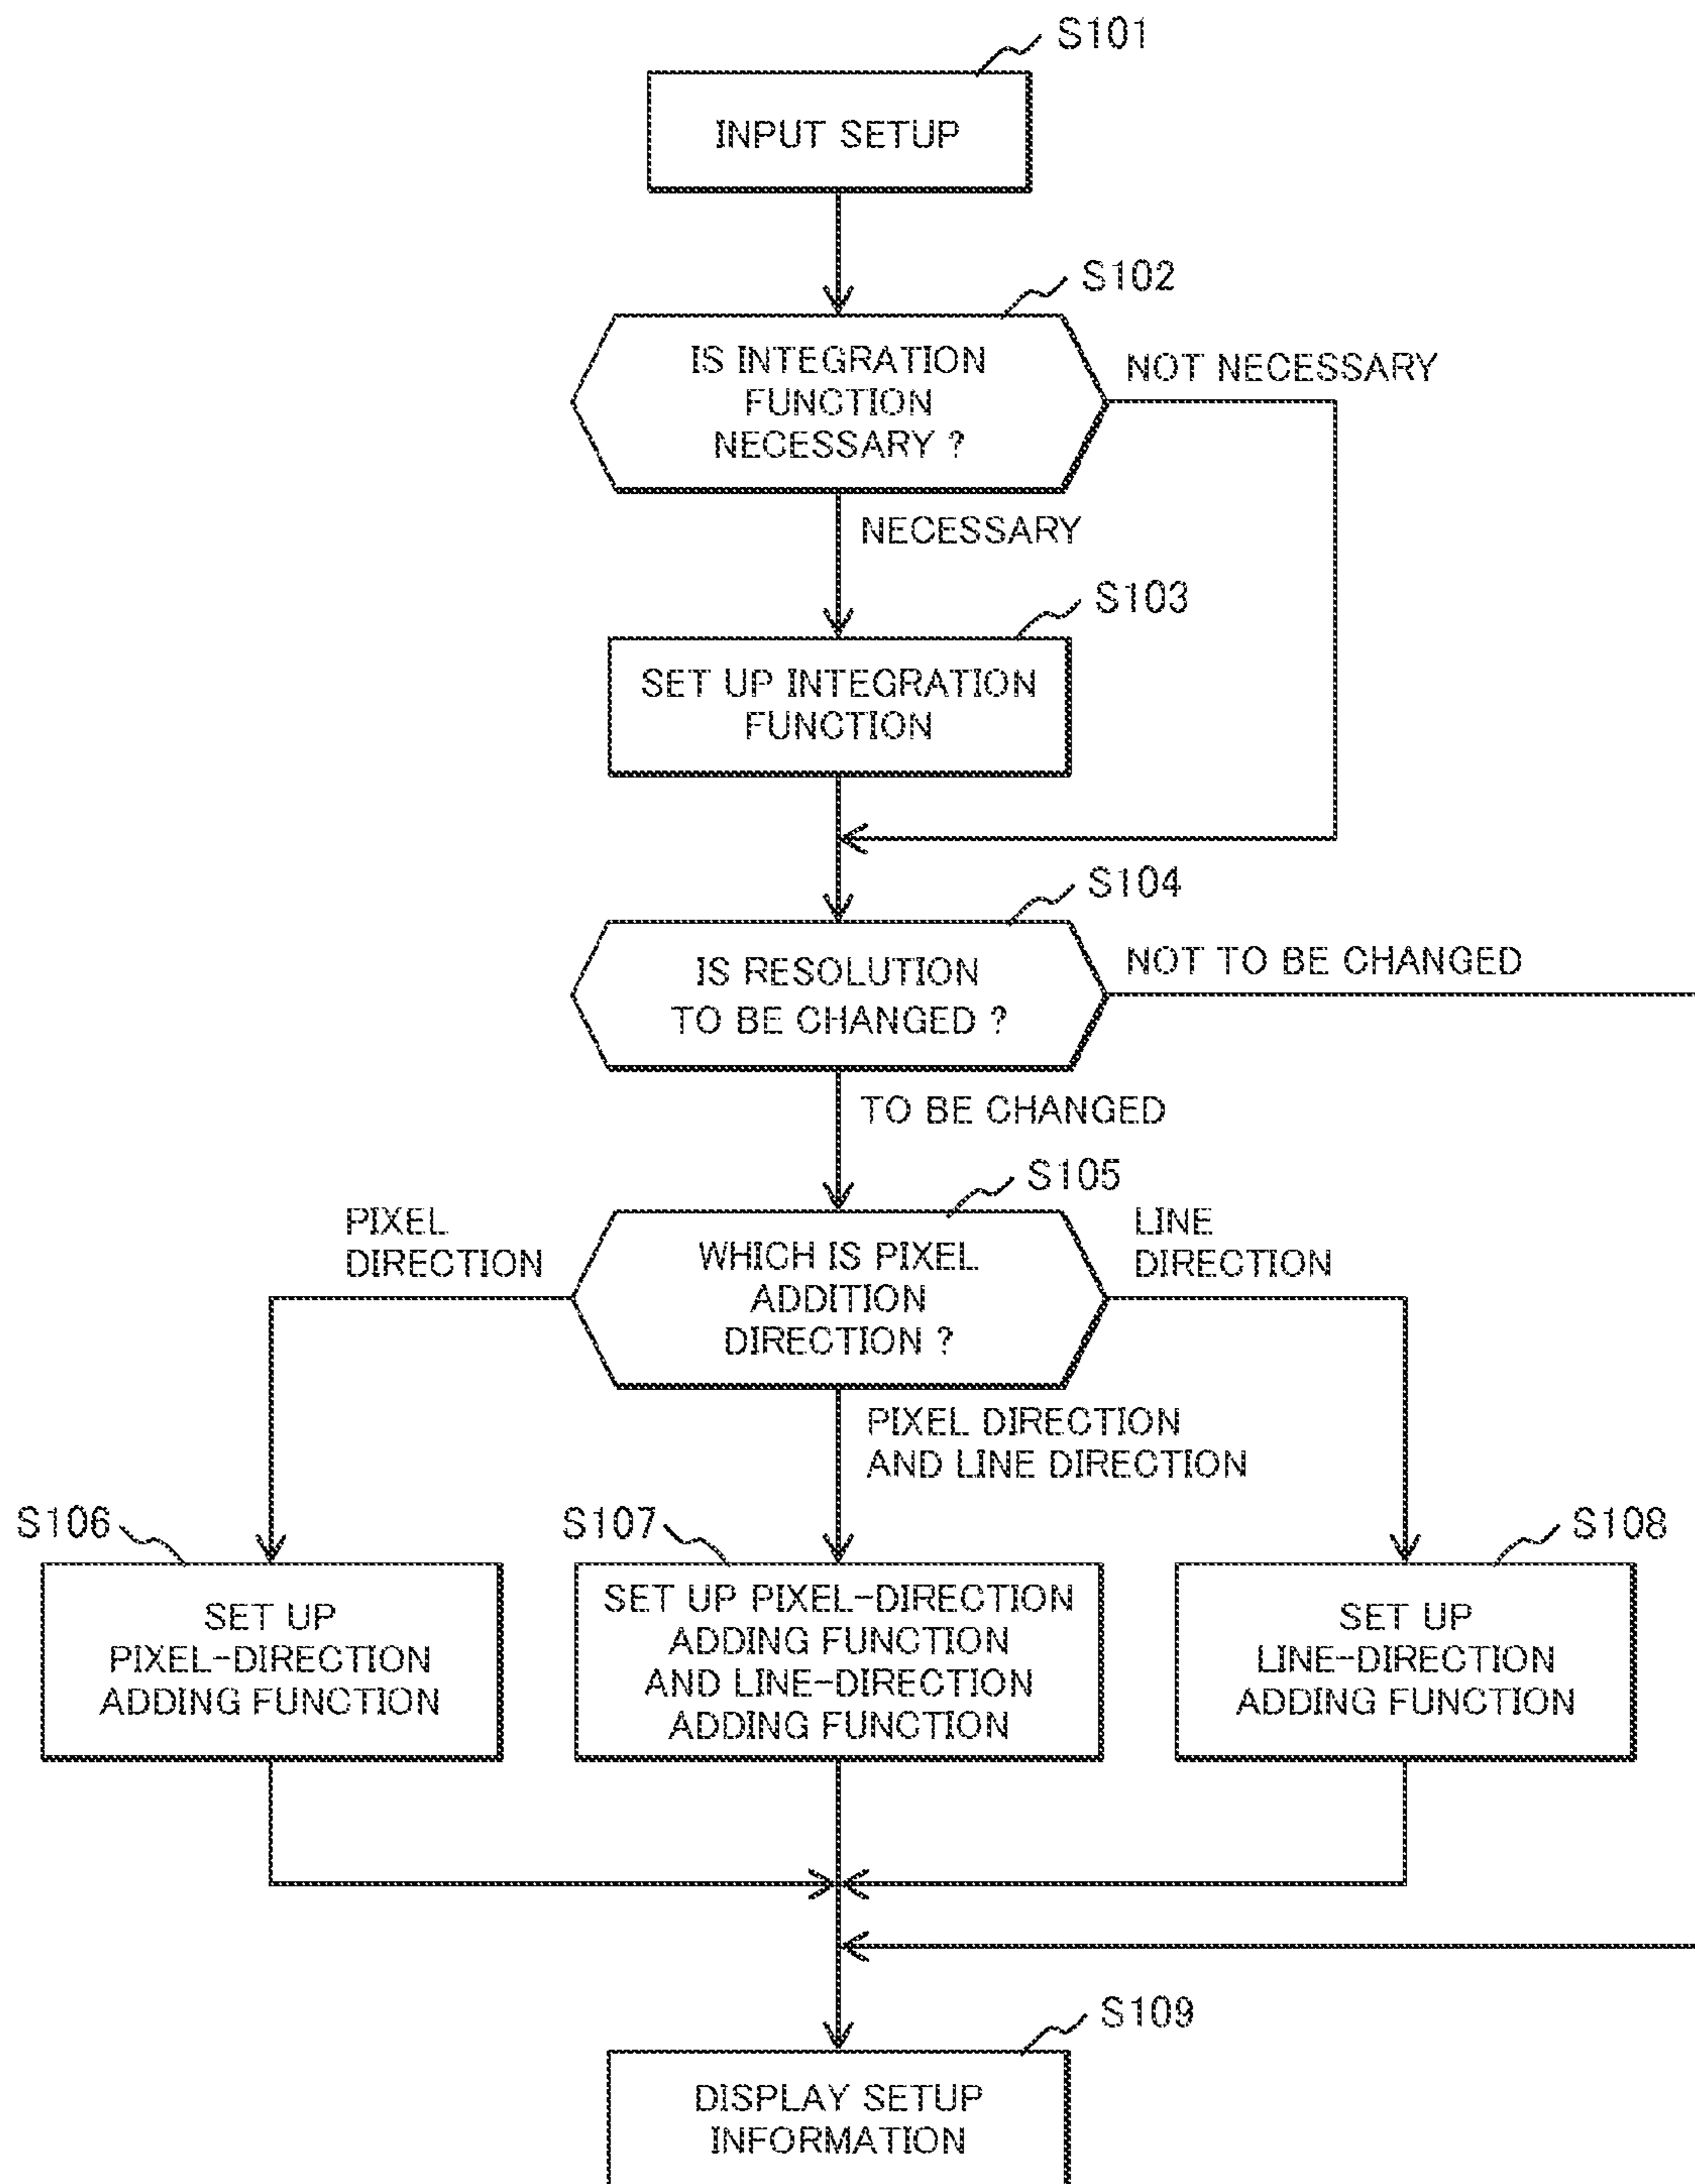 S101
INPUT SETUP
S102
IS INTEGRATION
FUNCTION
NECESSARY ?
NOT NECESSARY
NECESSARY
S103
SET UP INTEGRATION
FUNCTION
S104
IS RESOLUTION
TO BE CHANGED ?
NOT TO BE CHANGED
TO BE CHANGED
S105
PIXEL
DIRECTION
WHICH IS PIXEL
ADDITION
DIRECTION ?
LINE
DIRECTION
PIXEL DIRECTION
AND LINE DIRECTION
S106
SET UP
PIXEL-DIRECTION
ADDING FUNCTION
S107
SET UP PIXEL-DIRECTION
ADDING FUNCTION
AND LINE-DIRECTION
ADDING FUNCTION
S108
SET UP
LINE-DIRECTION
ADDING FUNCTION
S109
DISPLAY SETUP
INFORMATION